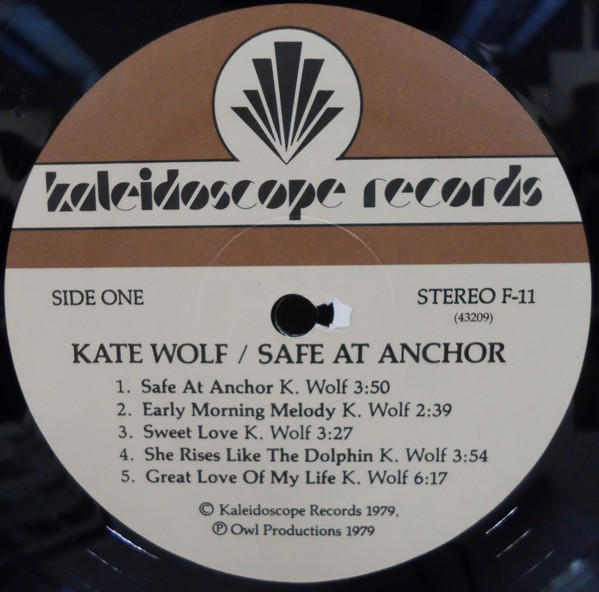 kaleidoscope records
SIDE ONE
STEREO F-11
(43209)
KATE WOLF / SAFE AT ANCHOR
1. Safe At Anchor K. Wolf 3:50
2. Early Morning Melody K. Wolf 2:39
3. Sweet Love K. Wolf 3:27
4. She Rises Like The Dolphin K. Wolf 3:54
5. Great Love Of My Life K. Wolf 6:17
© Kaleidoscope Records 1979,
℗ Owl Productions 1979